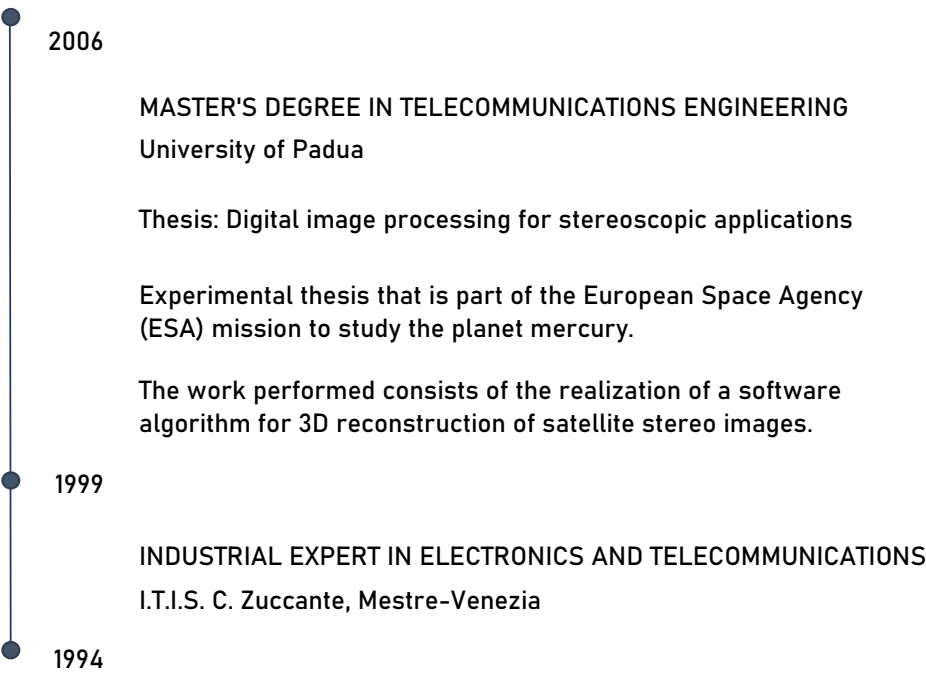 2006
MASTER'S DEGREE IN TELECOMMUNICATIONS ENGINEERING
University of Padua
Thesis: Digital image processing for stereoscopic applications
Experimental thesis that is part of the European Space Agency
(ESA) mission to study the planet mercury.
The work performed consists of the realization of a software
algorithm for 3D reconstruction of satellite stereo images.
1999
INDUSTRIAL EXPERT IN ELECTRONICS AND TELECOMMUNICATIONS
I.T.I.S. C. Zuccante, Mestre-Venezia
1994